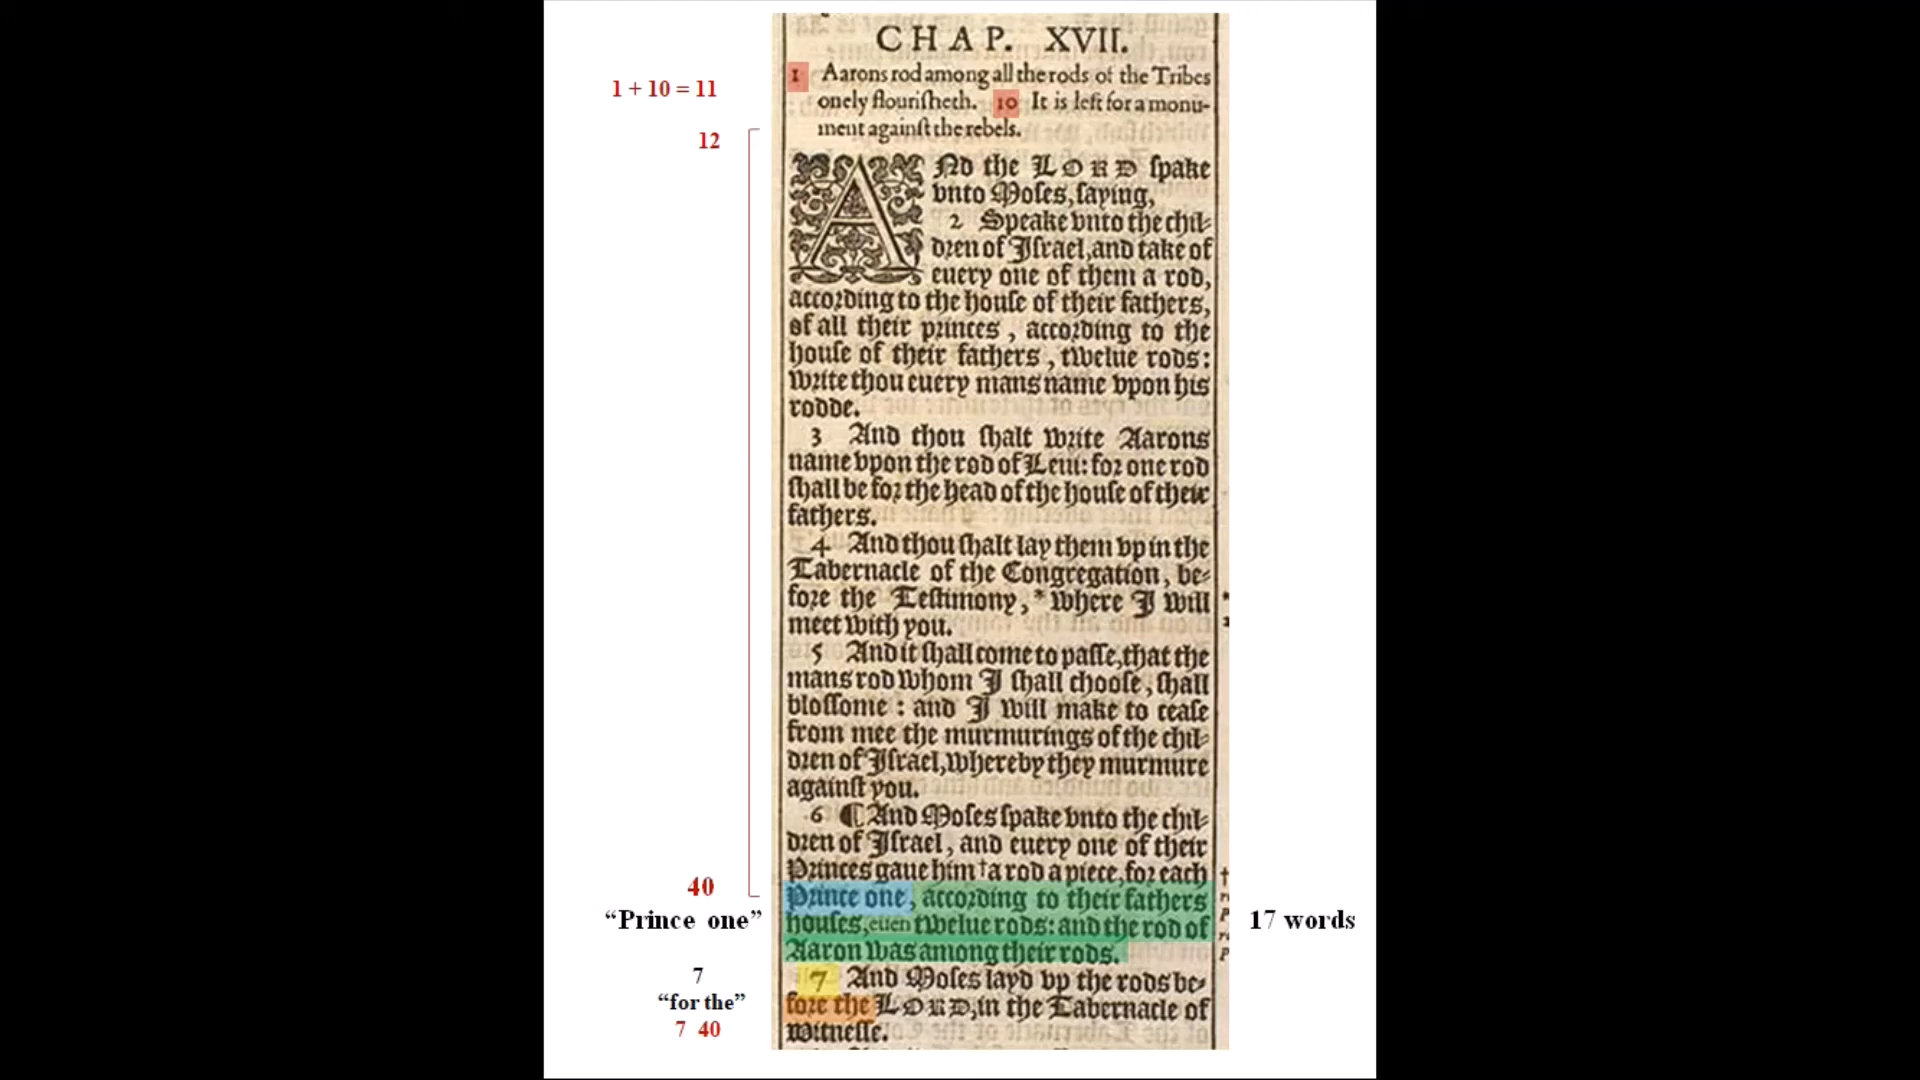 CHAP. XVII.
1 Aarons rod among all the rods of the Tribes
onely flouriſheth. 10 It is left for a monu-
ment againſt the rebels.
ANd the LORD ſpake
vnto Moſes, ſaying,
2 Speake vnto the chil-
dren of Iſrael, and take of
euery one of them a rod,
according to the houſe of their fathers,
of all their princes, according to the
houſe of their fathers, twelue rods:
write thou euery mans name vpon his
rodde.
3 And thou ſhalt write Aarons
name vpon the rod of Leui: for one rod
ſhall be for the head of the houſe of their
fathers.
4 And thou ſhalt lay them vp in the
Tabernacle of the Congregation, be-
fore the Teſtimony, * where I will
meet with you.
5 And it ſhall come to paſſe, that the
mans rod whom I ſhall chooſe, ſhall
bloſſome: and I will make to ceaſe
from mee the murmurings of the chil-
dren of Iſrael, whereby they murmure
againſt you.
6 ¶ And Moſes ſpake vnto the chil-
dren of Iſrael, and euery one of their
Princes gaue him † a rod a piece, for each
Prince one, according to their fathers
houſes, euen twelue rods: and the rod of
Aaron was among their rods.
7 And Moſes layd vp the rods be-
fore the LORD, in the Tabernacle of
witneſſe.
1 + 10 = 11
12
40
“Prince one”
7
“for the”
7 40
17 words